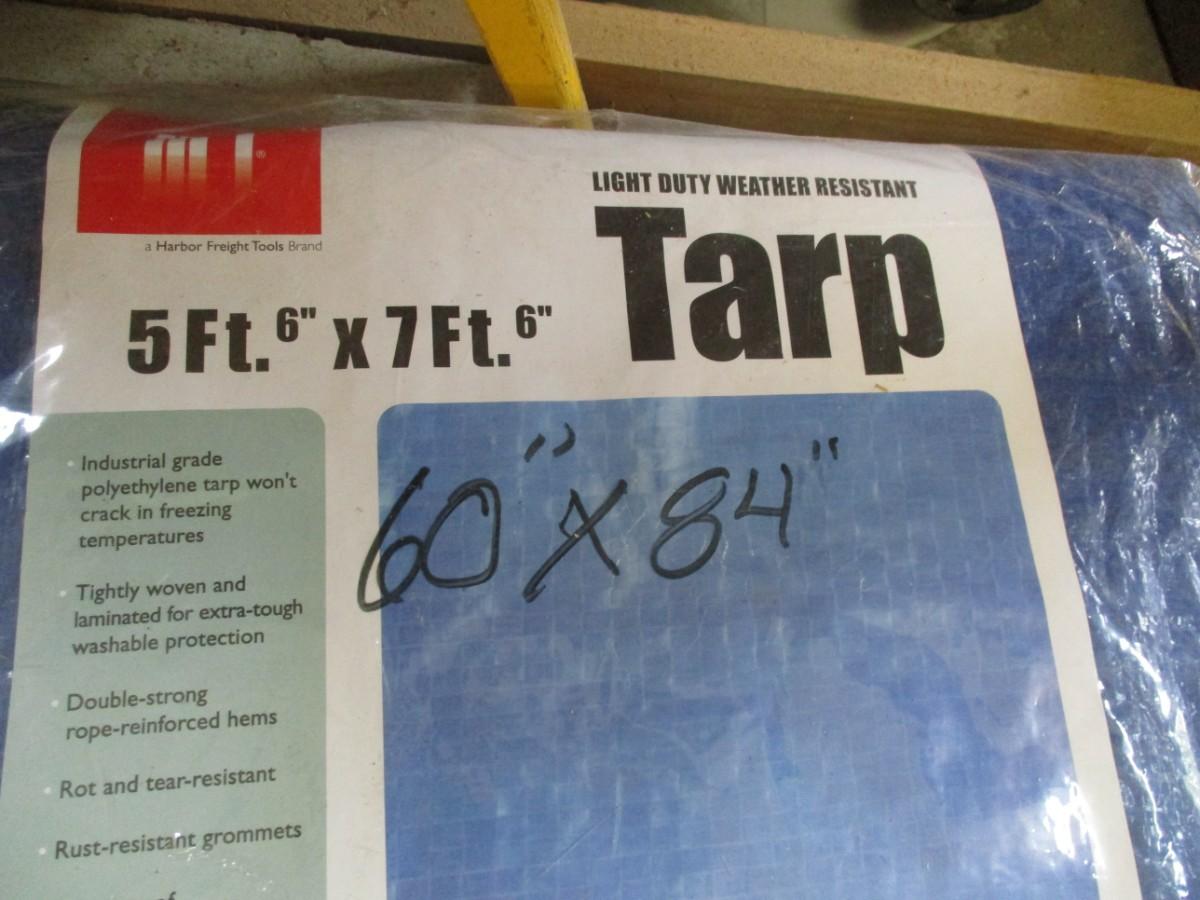 ®
a Harbor Freight Tools Brand
LIGHT DUTY WEATHER RESISTANT
Tarp
5 Ft. 6" x 7 Ft. 6"
60" X 84"
• Industrial grade
polyethylene tarp won't
crack in freezing
temperatures
• Tightly woven and
laminated for extra-tough
washable protection
• Double-strong
rope-reinforced hems
• Rot and tear-resistant
• Rust-resistant grommets